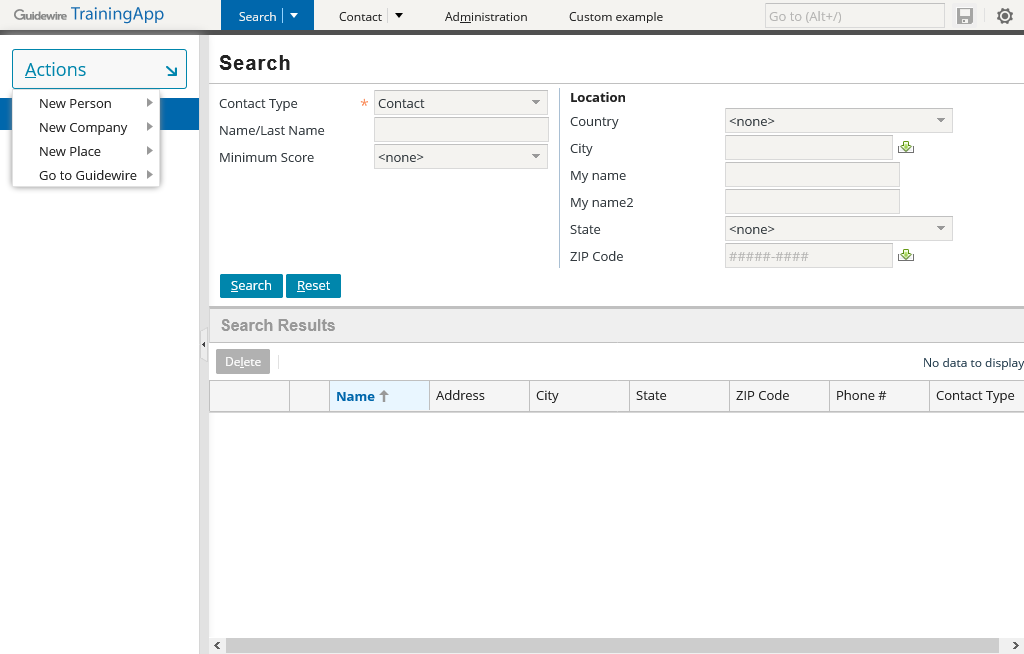 Guidewire TrainingApp
Search
Contact
Administration
Custom example
Go to (Alt+/)
Actions
New Person
New Company
New Place
Go to Guidewire
Search
Contact Type
*
Contact
Name/Last Name
Minimum Score
<none>
Location
Country
<none>
City
My name
My name2
State
<none>
ZIP Code
#####-####
Search
Reset
Search Results
Delete
No data to display
Name
Address
City
State
ZIP Code
Phone #
Contact Type